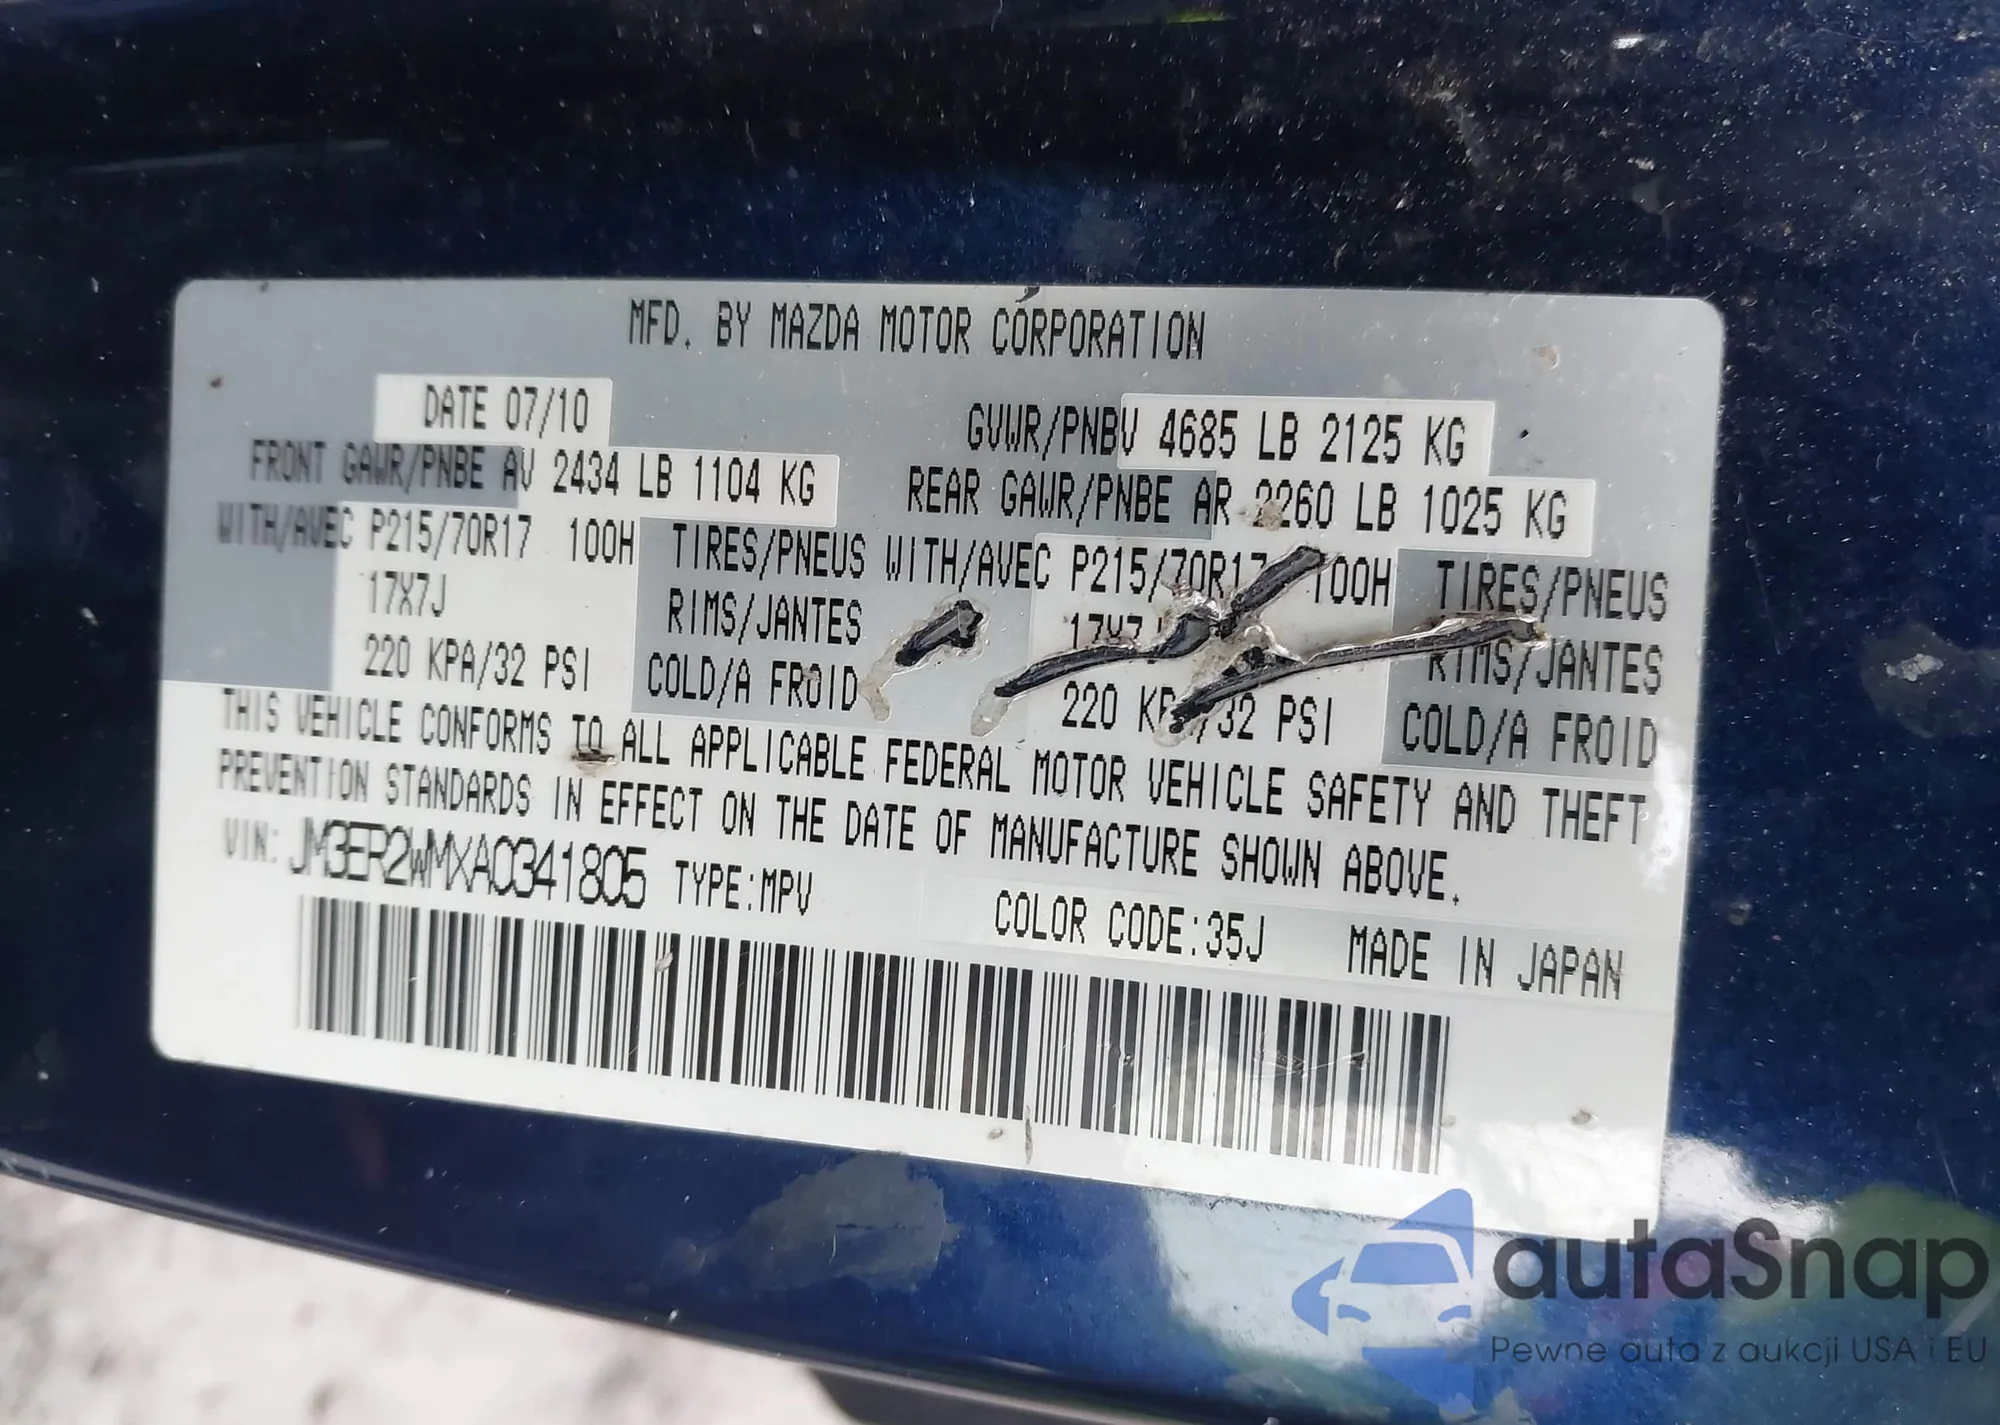 MFD. BY MAZDA MOTOR CORPORATION
DATE 07/10 GVWR/PNBV 4685 LB 2125 KG
FRONT GAWR/PNBE AV 2434 LB 1104 KG REAR GAWR/PNBE AR 2260 LB 1025 KG
WITH/AVEC P215/70R17 100H TIRES/PNEUS WITH/AVEC P215/70R17 100H TIRES/PNEUS
17X7J RIMS/JANTES 17X7J RIMS/JANTES
220 KPA/32 PSI COLD/A FROID 220 KPA/32 PSI COLD/A FROID
THIS VEHICLE CONFORMS TO ALL APPLICABLE FEDERAL MOTOR VEHICLE SAFETY AND THEFT
PREVENTION STANDARDS IN EFFECT ON THE DATE OF MANUFACTURE SHOWN ABOVE.
VIN: JM3ER2WMXA0341805 TYPE:MPV
COLOR CODE:35J MADE IN JAPAN
autaSnap
Pewne auta z aukcji USA i EU